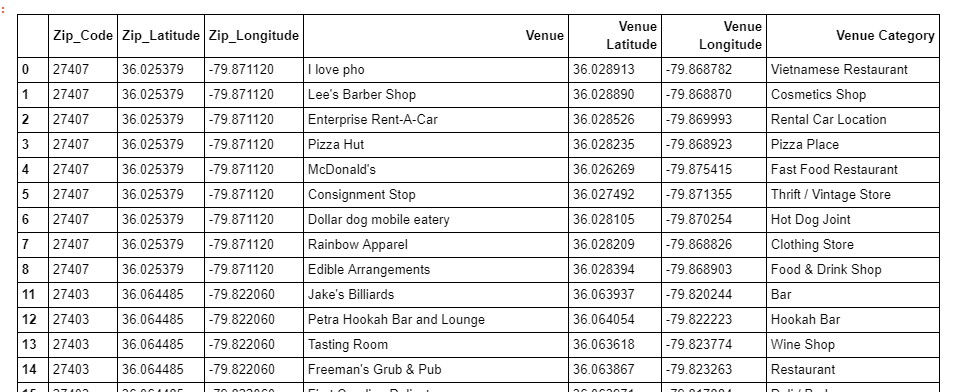 :
Zip_Code Zip_Latitude Zip_Longitude Venue Venue Latitude Venue Longitude Venue Category
0 27407 36.025379 -79.871120 I love pho 36.028913 -79.868782 Vietnamese Restaurant
1 27407 36.025379 -79.871120 Lee's Barber Shop 36.028890 -79.868870 Cosmetics Shop
2 27407 36.025379 -79.871120 Enterprise Rent-A-Car 36.028526 -79.869993 Rental Car Location
3 27407 36.025379 -79.871120 Pizza Hut 36.028235 -79.868923 Pizza Place
4 27407 36.025379 -79.871120 McDonald's 36.026269 -79.875415 Fast Food Restaurant
5 27407 36.025379 -79.871120 Consignment Stop 36.027492 -79.871355 Thrift / Vintage Store
6 27407 36.025379 -79.871120 Dollar dog mobile eatery 36.028105 -79.870254 Hot Dog Joint
7 27407 36.025379 -79.871120 Rainbow Apparel 36.028209 -79.868826 Clothing Store
8 27407 36.025379 -79.871120 Edible Arrangements 36.028394 -79.868903 Food & Drink Shop
11 27403 36.064485 -79.822060 Jake's Billiards 36.063937 -79.820244 Bar
12 27403 36.064485 -79.822060 Petra Hookah Bar and Lounge 36.064054 -79.822223 Hookah Bar
13 27403 36.064485 -79.822060 Tasting Room 36.063618 -79.823774 Wine Shop
14 27403 36.064485 -79.822060 Freeman's Grub & Pub 36.063867 -79.823263 Restaurant